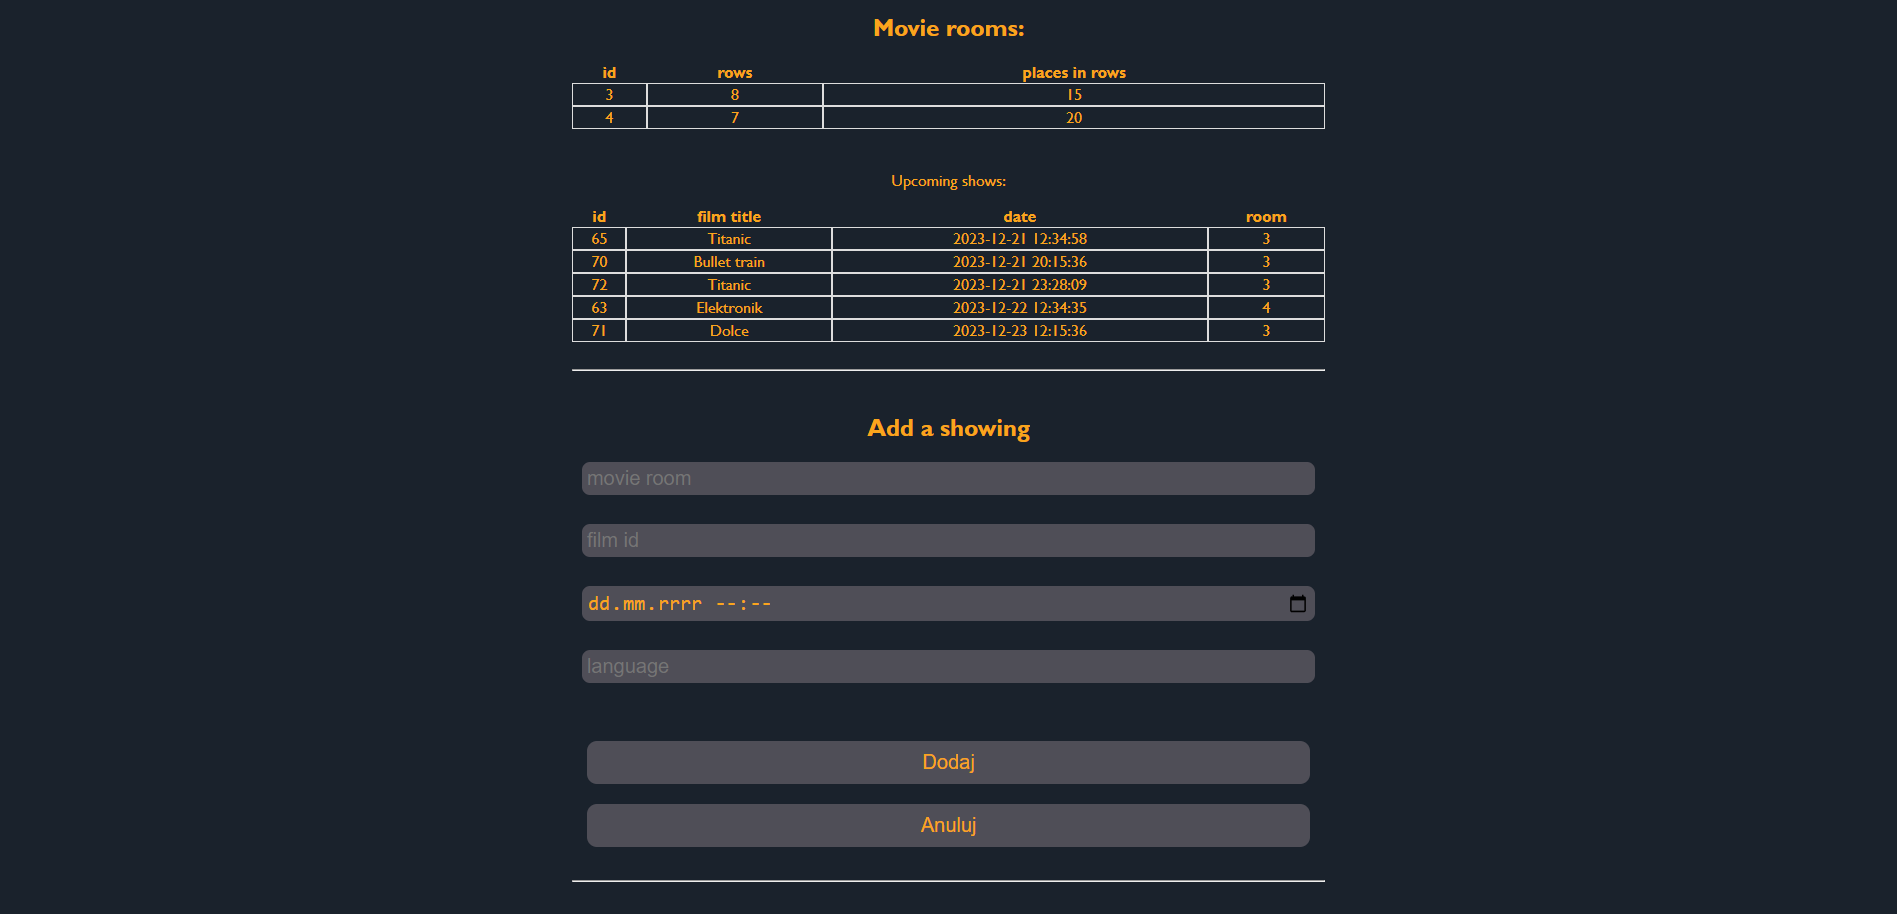 Movie rooms:
id rows places in rows
3 8 15
4 7 20
Upcoming shows:
id film title date room
65 Titanic 2023-12-21 12:34:58 3
70 Bullet train 2023-12-21 20:15:36 3
72 Titanic 2023-12-21 23:28:09 3
63 Elektronik 2023-12-22 12:34:35 4
71 Dolce 2023-12-23 12:15:36 3
Add a showing
movie room
film id
dd.mm.rrrr --:--
language
Dodaj
Anuluj